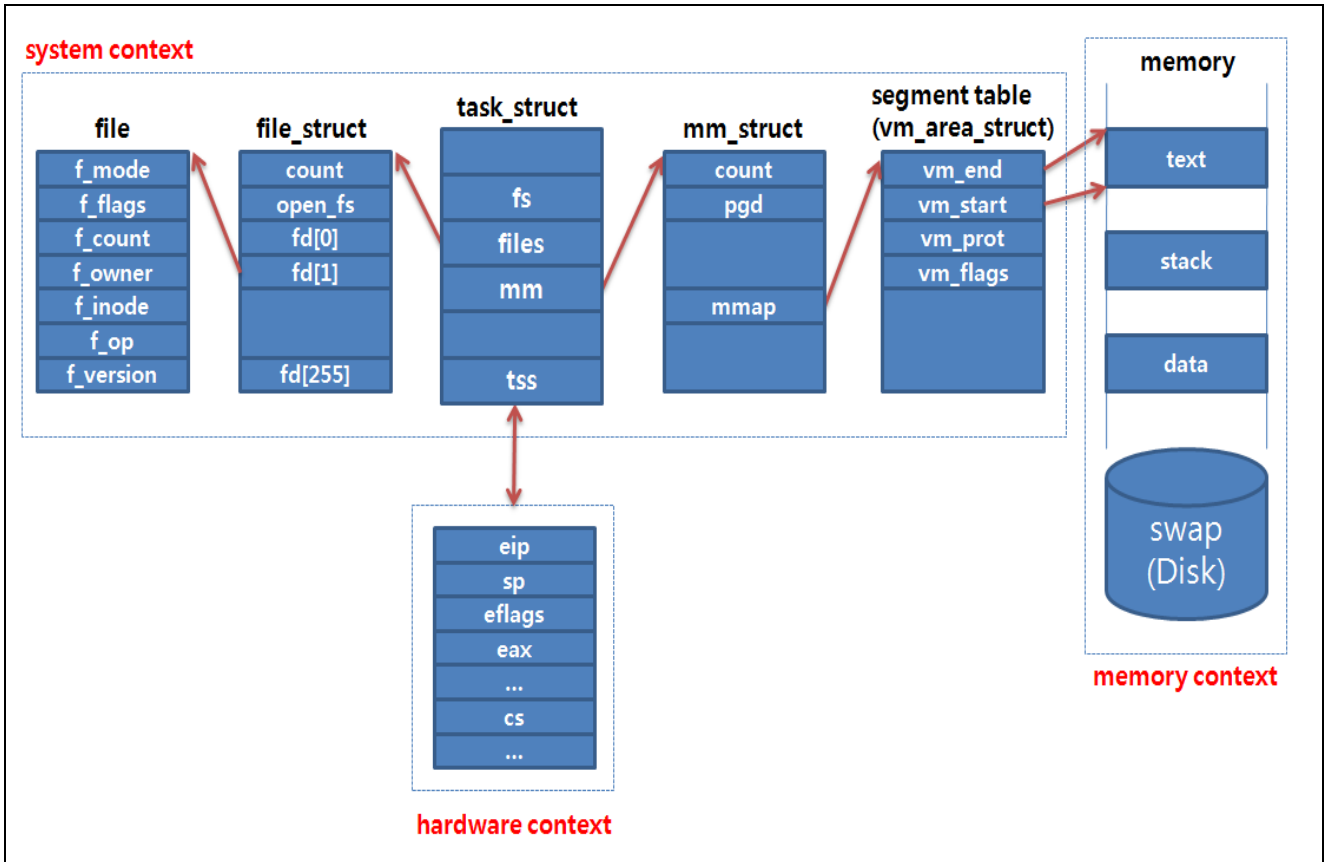 system context
file
f_mode
f_flags
f_count
f_owner
f_inode
f_op
f_version
file_struct
count
open_fs
fd[0]
fd[1]
fd[255]
task_struct
fs
files
mm
tss
mm_struct
count
pgd
mmap
segment table
(vm_area_struct)
vm_end
vm_start
vm_prot
vm_flags
memory
text
stack
data
swap
(Disk)
memory context
eip
sp
eflags
eax
...
cs
...
hardware context